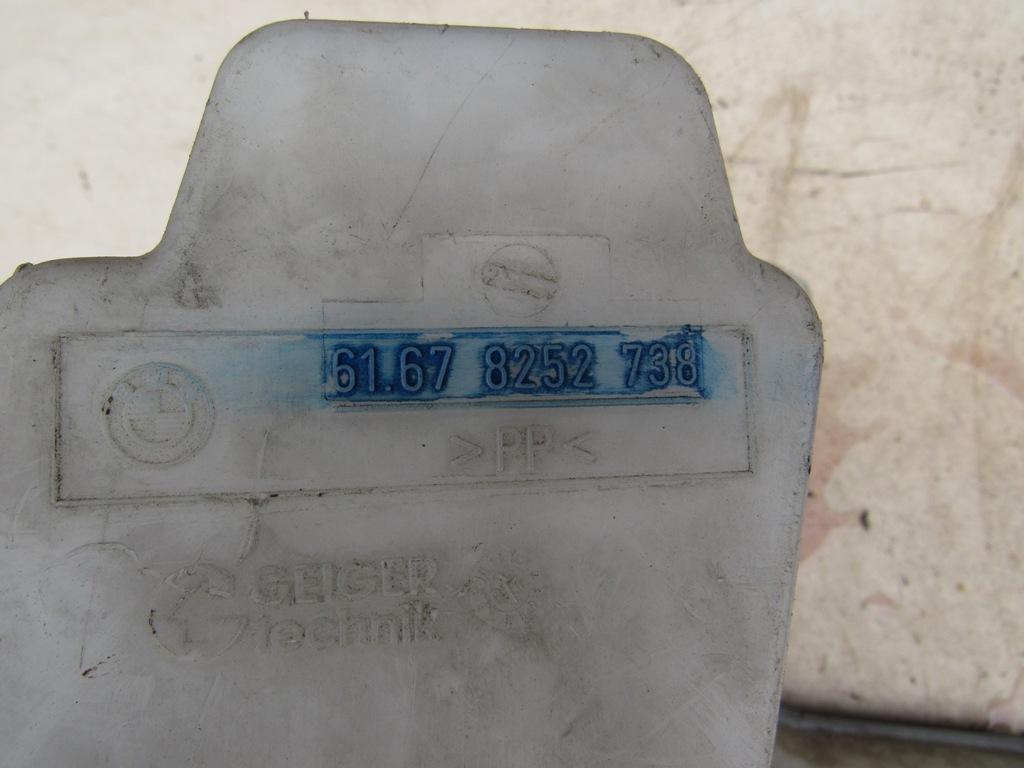 61.67 8252 738
>PP<
GEIGER
technik